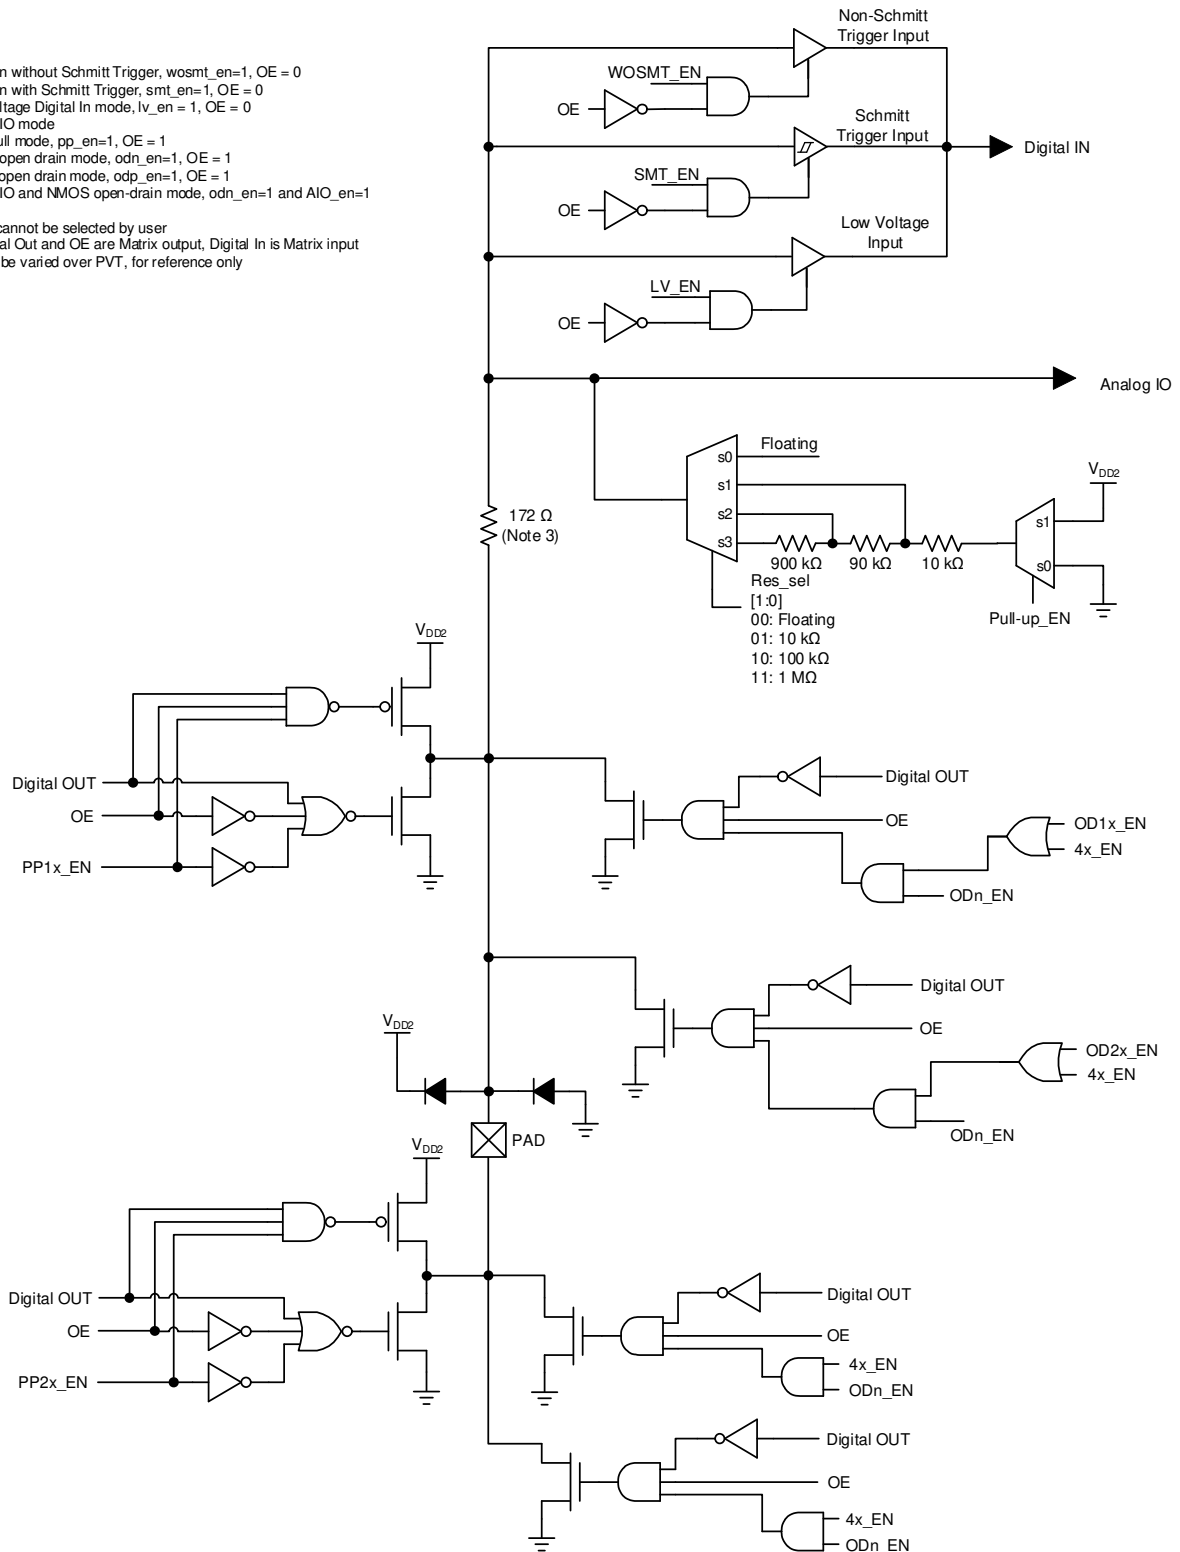 n without Schmitt Trigger, wosmt_en=1, OE = 0
n with Schmitt Trigger, smt_en=1, OE = 0
ltage Digital In mode, lv_en = 1, OE = 0
IO mode
ull mode, pp_en=1, OE = 1
open drain mode, odn_en=1, OE = 1
open drain mode, odp_en=1, OE = 1
IO and NMOS open-drain mode, odn_en=1 and AIO_en=1
cannot be selected by user
al Out and OE are Matrix output, Digital In is Matrix input
be varied over PVT, for reference only
Non-Schmitt
Trigger Input
WOSMT_EN
OE
Schmitt
Trigger Input
Digital IN
SMT_EN
OE
Low Voltage
Input
LV_EN
OE
Analog IO
Floating
s0
s1
s2
s3
172 Ω
(Note 3)
900 kΩ
90 kΩ
10 kΩ
VDD2
s1
s0
Pull-up_EN
Res_sel
[1:0]
00: Floating
01: 10 kΩ
10: 100 kΩ
11: 1 MΩ
VDD2
Digital OUT
OE
PP1x_EN
Digital OUT
OE
OD1x_EN
4x_EN
ODn_EN
Digital OUT
OE
OD2x_EN
4x_EN
ODn_EN
VDD2
PAD
VDD2
Digital OUT
OE
PP2x_EN
Digital OUT
OE
4x_EN
ODn_EN
Digital OUT
OE
4x_EN
ODn_EN